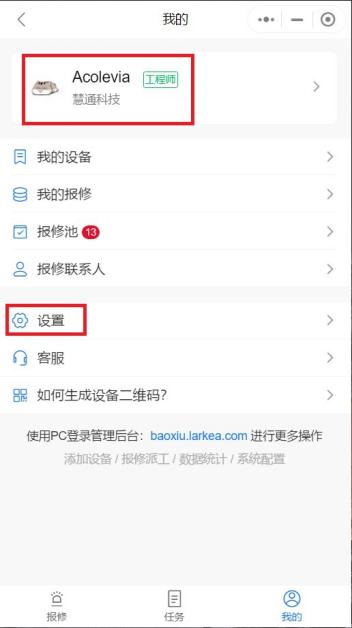 我的
Acolevia 工程师
慧通科技
我的设备
我的报修
报修池 13
报修联系人
设置
客服
如何生成设备二维码?
使用PC登录管理后台：baoxiu.larkea.com 进行更多操作
添加设备 / 报修派工 / 数据统计 / 系统配置
报修 任务 我的